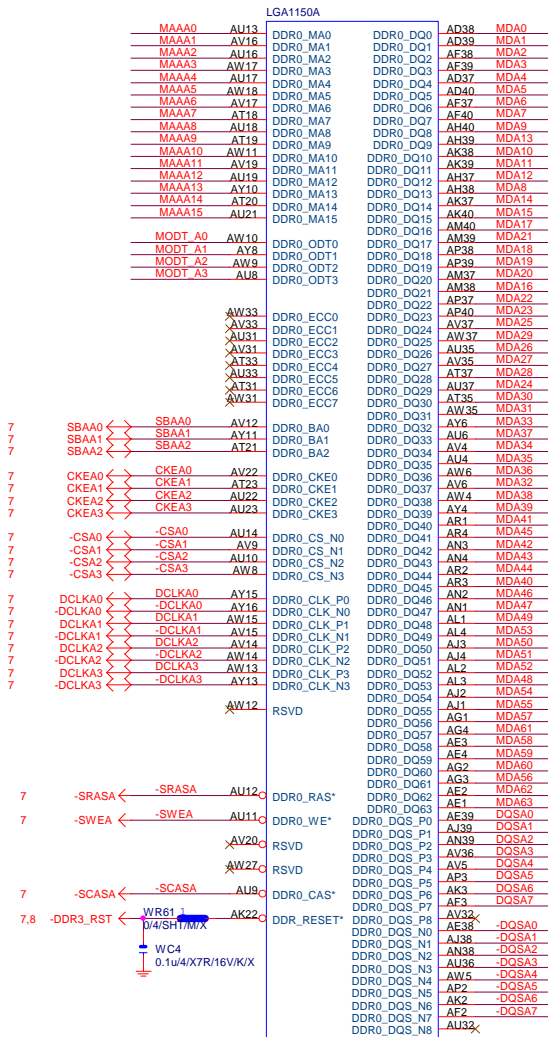 LGA1150A
MAAA0 AU13 DDR0_MA0
MAAA1 AV16 DDR0_MA1
MAAA2 AU16 DDR0_MA2
MAAA3 AW17 DDR0_MA3
MAAA4 AU17 DDR0_MA4
MAAA5 AW18 DDR0_MA5
MAAA6 AV17 DDR0_MA6
MAAA7 AT18 DDR0_MA7
MAAA8 AU18 DDR0_MA8
MAAA9 AT19 DDR0_MA9
MAAA10 AW11 DDR0_MA10
MAAA11 AV19 DDR0_MA11
MAAA12 AU19 DDR0_MA12
MAAA13 AY10 DDR0_MA13
MAAA14 AT20 DDR0_MA14
MAAA15 AU21 DDR0_MA15
MODT_A0 AW10 DDR0_ODT0
MODT_A1 AY8 DDR0_ODT1
MODT_A2 AW9 DDR0_ODT2
MODT_A3 AU8 DDR0_ODT3
AW33 DDR0_ECC0
AV33 DDR0_ECC1
AU31 DDR0_ECC2
AV31 DDR0_ECC3
AT33 DDR0_ECC4
AU33 DDR0_ECC5
AT31 DDR0_ECC6
AW31 DDR0_ECC7
7 SBAA0 SBAA0 AV12 DDR0_BA0
7 SBAA1 SBAA1 AY11 DDR0_BA1
7 SBAA2 SBAA2 AT21 DDR0_BA2
7 CKEA0 CKEA0 AV22 DDR0_CKE0
7 CKEA1 CKEA1 AT23 DDR0_CKE1
7 CKEA2 CKEA2 AU22 DDR0_CKE2
7 CKEA3 CKEA3 AU23 DDR0_CKE3
7 -CSA0 -CSA0 AU14 DDR0_CS_N0
7 -CSA1 -CSA1 AV9 DDR0_CS_N1
7 -CSA2 -CSA2 AU10 DDR0_CS_N2
7 -CSA3 -CSA3 AW8 DDR0_CS_N3
7 DCLKA0 DCLKA0 AY15 DDR0_CLK_P0
7 -DCLKA0 -DCLKA0 AY16 DDR0_CLK_N0
7 DCLKA1 DCLKA1 AW15 DDR0_CLK_P1
7 -DCLKA1 -DCLKA1 AV15 DDR0_CLK_N1
7 DCLKA2 DCLKA2 AV14 DDR0_CLK_P2
7 -DCLKA2 -DCLKA2 AW14 DDR0_CLK_N2
7 DCLKA3 DCLKA3 AW13 DDR0_CLK_P3
7 -DCLKA3 -DCLKA3 AY13 DDR0_CLK_N3
AW12 RSVD
7 -SRASA -SRASA AU12 DDR0_RAS*
7 -SWEA -SWEA AU11 DDR0_WE*
AV20 RSVD
AW27 RSVD
7 -SCASA -SCASA AU9 DDR0_CAS*
7,8 -DDR3_RST WR61 AK22 DDR_RESET*
0/4/SHT/M/X
WC4
0.1u/4/X7R/16V/K/X
DDR0_DQ0 AD38 MDA0
DDR0_DQ1 AD39 MDA1
DDR0_DQ2 AF38 MDA2
DDR0_DQ3 AF39 MDA3
DDR0_DQ4 AD37 MDA4
DDR0_DQ5 AD40 MDA5
DDR0_DQ6 AF37 MDA6
DDR0_DQ7 AF40 MDA7
DDR0_DQ8 AH40 MDA9
DDR0_DQ9 AH39 MDA13
DDR0_DQ10 AK38 MDA10
DDR0_DQ11 AK39 MDA11
DDR0_DQ12 AH37 MDA12
DDR0_DQ13 AH38 MDA8
DDR0_DQ14 AK37 MDA14
DDR0_DQ15 AK40 MDA15
DDR0_DQ16 AM40 MDA17
DDR0_DQ17 AM39 MDA21
DDR0_DQ18 AP38 MDA18
DDR0_DQ19 AP39 MDA19
DDR0_DQ20 AM37 MDA20
DDR0_DQ21 AM38 MDA16
DDR0_DQ22 AP37 MDA22
DDR0_DQ23 AP40 MDA23
DDR0_DQ24 AV37 MDA25
DDR0_DQ25 AW37 MDA29
DDR0_DQ26 AU35 MDA26
DDR0_DQ27 AV35 MDA27
DDR0_DQ28 AT37 MDA28
DDR0_DQ29 AU37 MDA24
DDR0_DQ30 AT35 MDA30
DDR0_DQ31 AW35 MDA31
DDR0_DQ32 AY6 MDA33
DDR0_DQ33 AU6 MDA37
DDR0_DQ34 AV4 MDA34
DDR0_DQ35 AU4 MDA35
DDR0_DQ36 AW6 MDA36
DDR0_DQ37 AV6 MDA32
DDR0_DQ38 AW4 MDA38
DDR0_DQ39 AY4 MDA39
DDR0_DQ40 AR1 MDA41
DDR0_DQ41 AR4 MDA45
DDR0_DQ42 AN3 MDA42
DDR0_DQ43 AN4 MDA43
DDR0_DQ44 AR2 MDA44
DDR0_DQ45 AR3 MDA40
DDR0_DQ46 AN2 MDA46
DDR0_DQ47 AN1 MDA47
DDR0_DQ48 AL1 MDA49
DDR0_DQ49 AL4 MDA53
DDR0_DQ50 AJ3 MDA50
DDR0_DQ51 AJ4 MDA51
DDR0_DQ52 AL2 MDA52
DDR0_DQ53 AL3 MDA48
DDR0_DQ54 AJ2 MDA54
DDR0_DQ55 AJ1 MDA55
DDR0_DQ56 AG1 MDA57
DDR0_DQ57 AG4 MDA61
DDR0_DQ58 AE3 MDA58
DDR0_DQ59 AE4 MDA59
DDR0_DQ60 AG2 MDA60
DDR0_DQ61 AG3 MDA56
DDR0_DQ62 AE2 MDA62
DDR0_DQ63 AE1 MDA63
DDR0_DQS_P0 AE39 DQSA0
DDR0_DQS_P1 AJ39 DQSA1
DDR0_DQS_P2 AN39 DQSA2
DDR0_DQS_P3 AV36 DQSA3
DDR0_DQS_P4 AV5 DQSA4
DDR0_DQS_P5 AP3 DQSA5
DDR0_DQS_P6 AK3 DQSA6
DDR0_DQS_P7 AF3 DQSA7
DDR0_DQS_P8 AV32
DDR0_DQS_N0 AE38 -DQSA0
DDR0_DQS_N1 AJ38 -DQSA1
DDR0_DQS_N2 AN38 -DQSA2
DDR0_DQS_N3 AU36 -DQSA3
DDR0_DQS_N4 AW5 -DQSA4
DDR0_DQS_N5 AP2 -DQSA5
DDR0_DQS_N6 AK2 -DQSA6
DDR0_DQS_N7 AF2 -DQSA7
DDR0_DQS_N8 AU32